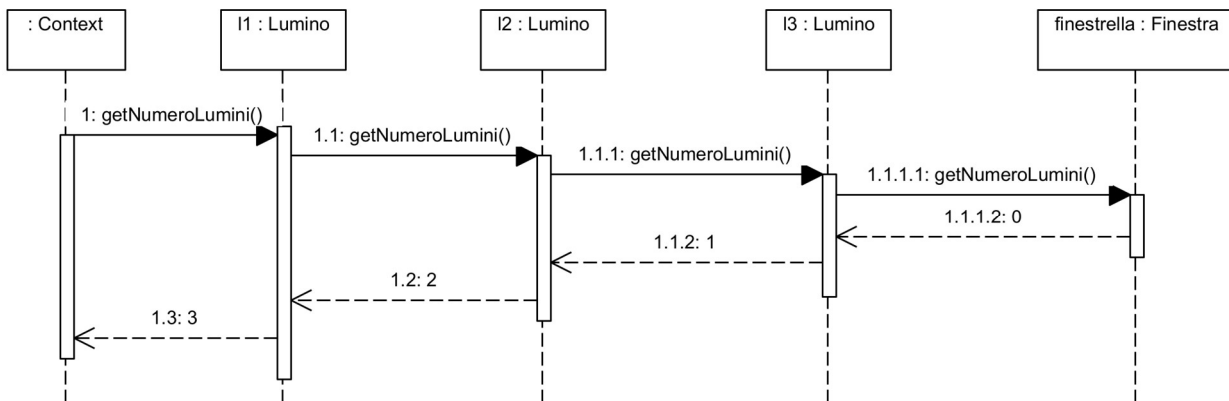 : Context
l1 : Lumino
l2 : Lumino
l3 : Lumino
finestrella : Finestra
1: getNumeroLumini()
1.1: getNumeroLumini()
1.1.1: getNumeroLumini()
1.1.1.1: getNumeroLumini()
1.1.1.2: 0
1.1.2: 1
1.2: 2
1.3: 3